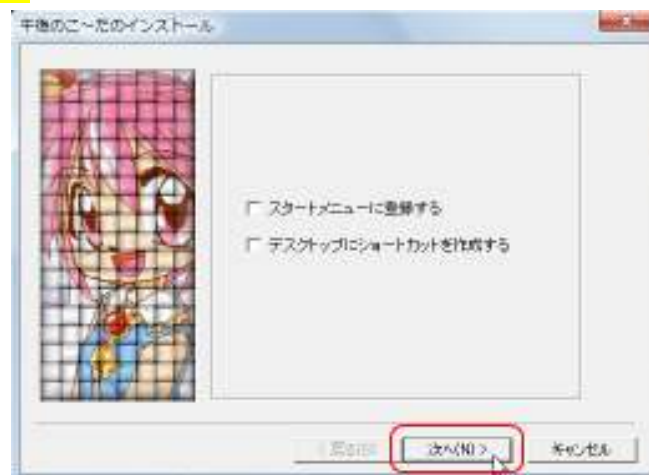 午後のこ～だのインストール
スタートメニューに登録する
デスクトップにショートカットを作成する
< 戻る(B)
次へ(N) >
キャンセル